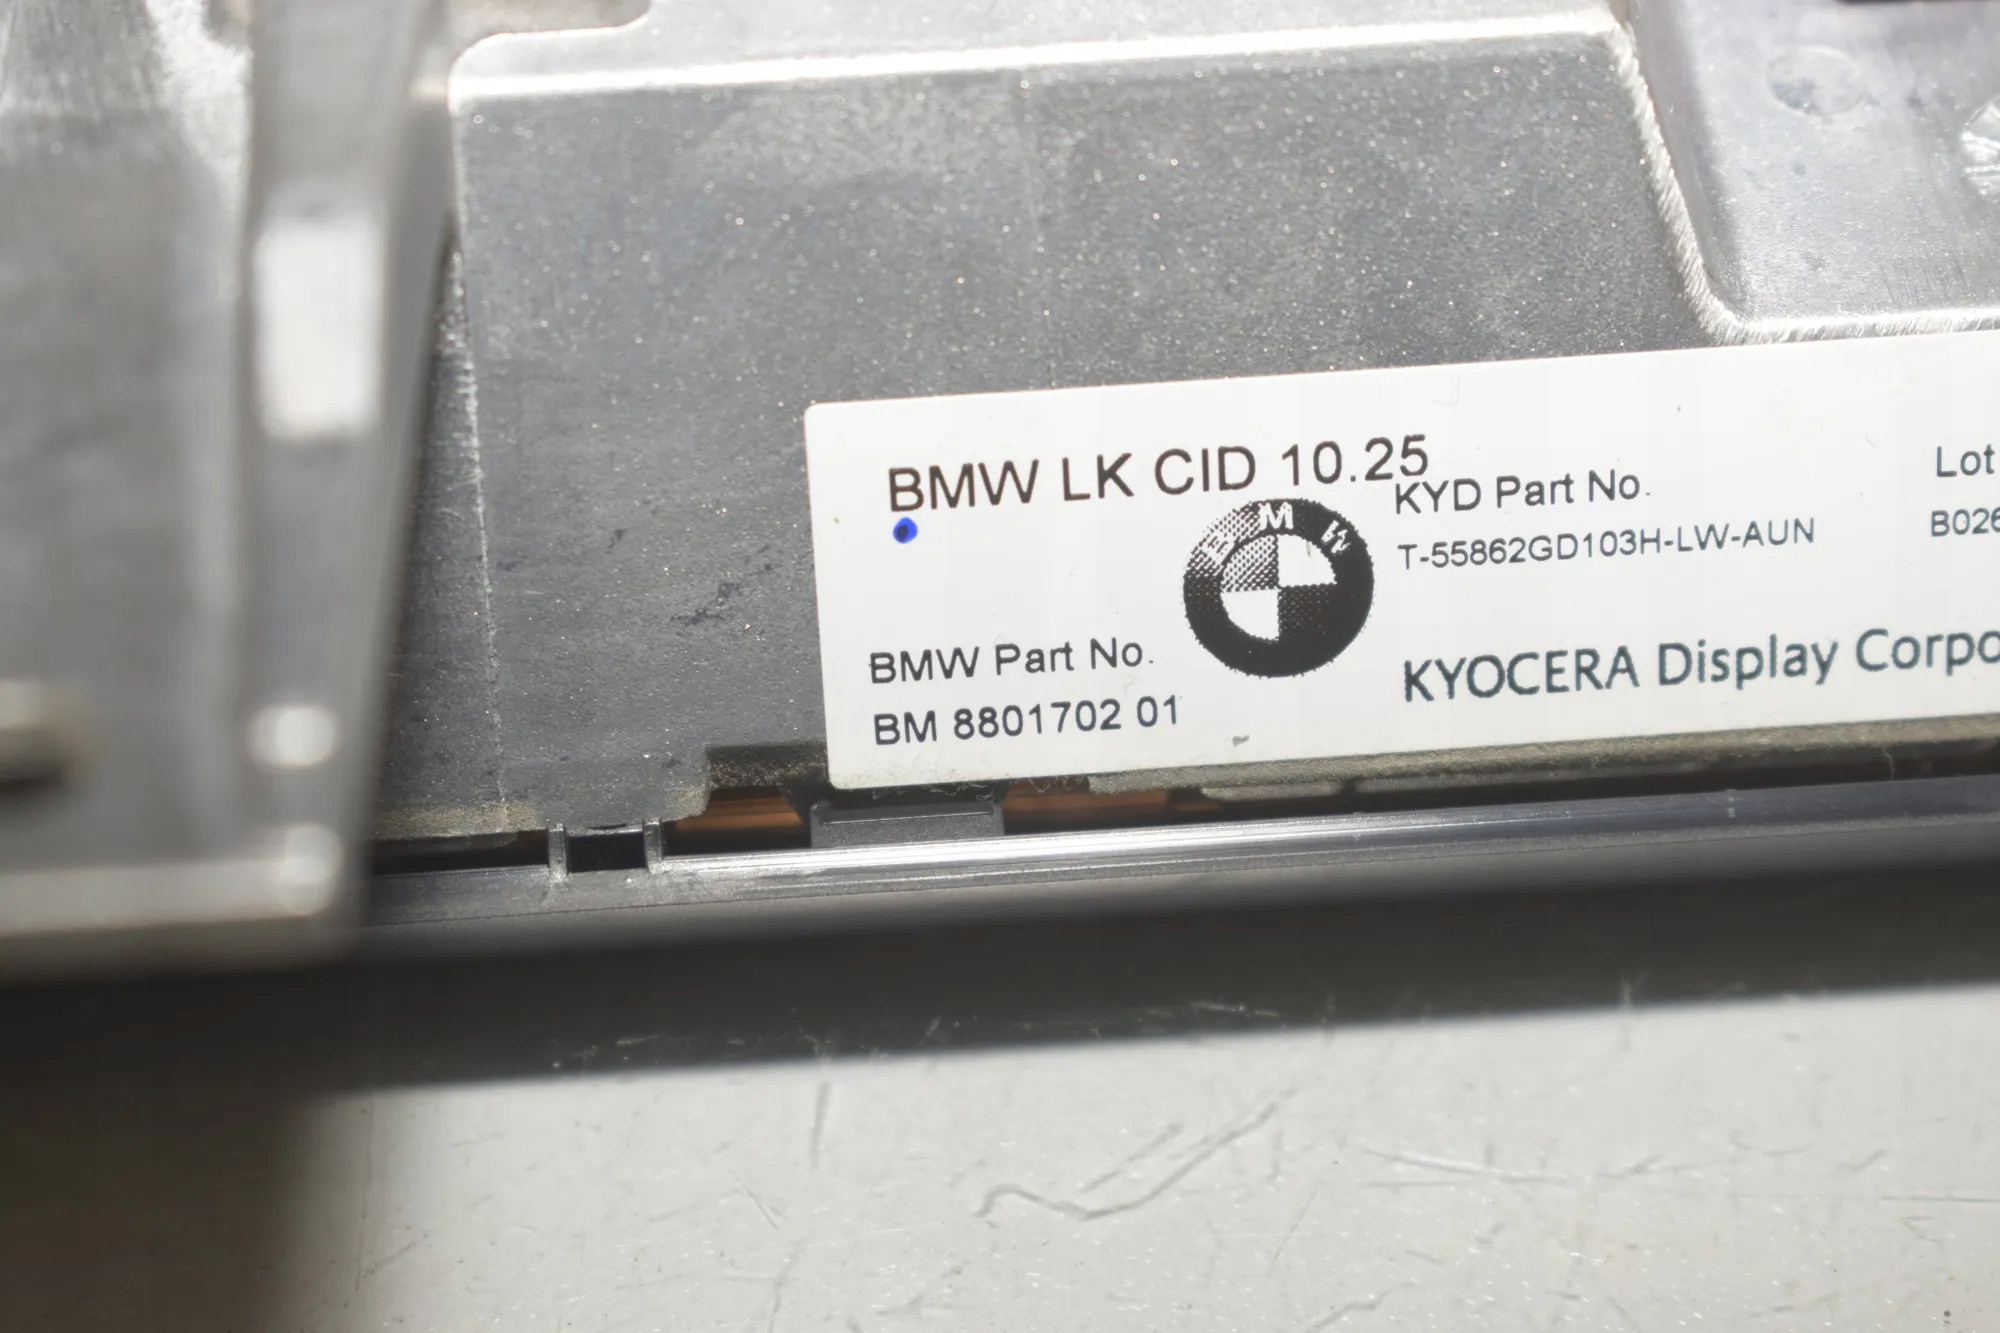 BMW LK CID 10.25
BMW
KYD Part No.
T-55862GD103H-LW-AUN
Lot
B026
BMW Part No.
BM 8801702 01
KYOCERA Display Corpo